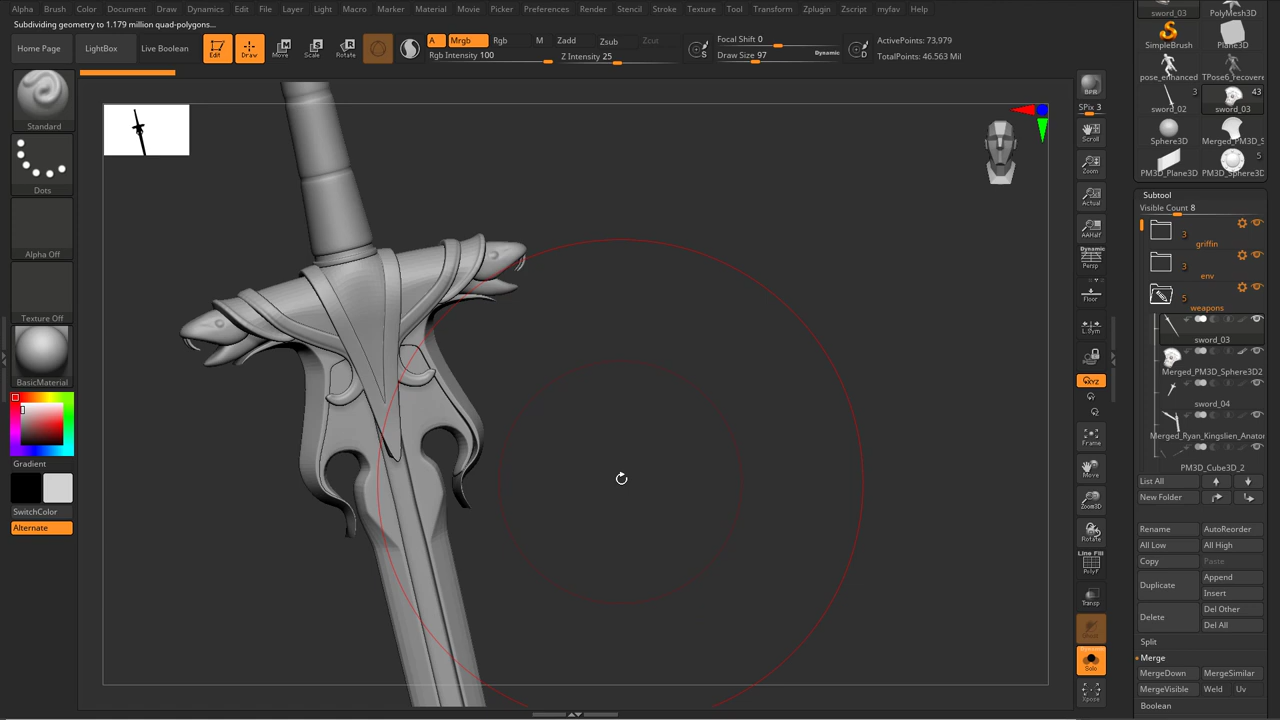 Alpha Brush Color Document Draw Dynamics Edit File Layer Light Macro Marker Material Movie Picture Preferences Render Stencil Stroke Texture Tool Transform Zplugin Zscript myfav Help
Subdividing geometry to 1.179 million quad-polygons...
Home Page
LightBox
Live Boolean
Edit
Draw
Move
Scale
Rotate
A
Mrgb
Rgb
M
Zadd
Zsub
Zcut
Rgb Intensity 100
Z Intensity 25
S
Focal Shift 0
Draw Size 97
Dynamic
D
ActivePoints: 73,979
TotalPoints: 46.563 Mil
Standard
Dots
Alpha Off
Texture Off
BasicMaterial
Gradient
SwitchColor
Alternate
BPR
SPix 3
Scroll
Zoom
Actual
AAHalf
Dynamic
Persp
Floor
L.Sym
XYZ
Frame
Move
Zoom3D
Rotate
Line Fill
PolyF
Transp
Ghost
Solo
Xpose
sword_03
PolyMesh3D
SimpleBrush
Plane3D
pose_enhanced
TPose6_recovere
3
sword_02
43
sword_03
Sphere3D
Merged_PM3D_S
PM3D_Plane3D
5
PM3D_Sphere3D
Subtool
Visible Count 8
3
griffin
3
env
5
weapons
sword_03
Merged_PM3D_Sphere3D2
sword_04
Merged_Ryan_Kingslien_Anator
PM3D_Cube3D_2
List All
New Folder
Rename
AutoReorder
All Low
All High
Copy
Paste
Duplicate
Append
Insert
Delete
Del Other
Del All
Split
Merge
MergeDown
MergeSimilar
MergeVisible
Weld
Uv
Boolean